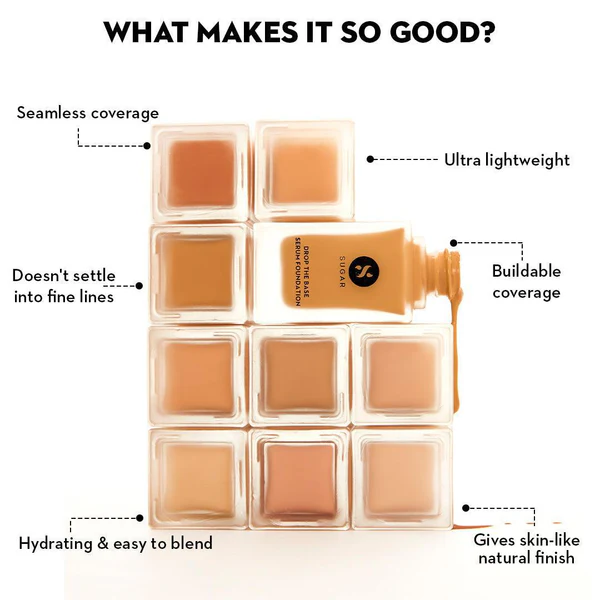 WHAT MAKES IT SO GOOD?
Seamless coverage
Ultra lightweight
Doesn't settle
into fine lines
SUGAR
DROP THE BASE
SERUM FOUNDATION
Buildable
coverage
Hydrating & easy to blend
Gives skin-like
natural finish